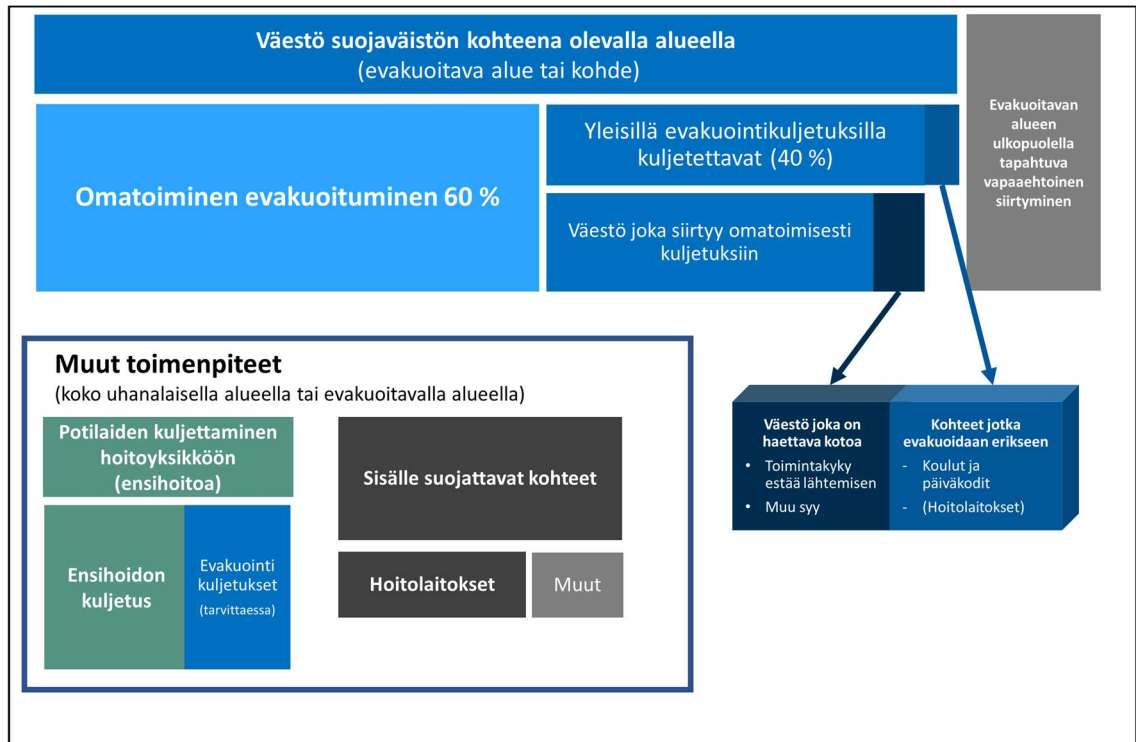 Väestö suojaväistön kohteena olevalla alueella
(evakuoitava alue tai kohde)
Omatoiminen evakuoituminen 60 %
Yleisillä evakuointikuljetuksilla
kuljetettavat (40 %)
Väestö joka siirtyy omatoimisesti
kuljetuksiin
Evakuoitavan
alueen
ulkopuolella
tapahtuva
vapaaehtoinen
siirtyminen
Muut toimenpiteet
(koko uhanalaisella alueella tai evakuoitavalla alueella)
Potilaiden kuljettaminen
hoitoyksikköön
(ensihoitoa)
Ensihoidon
kuljetus
Evakuointi
kuljetukset
(tarvittaessa)
Sisälle suojattavat kohteet
Hoitolaitokset
Muut
Väestö joka on
haettava kotoa
• Toimintakyky
estää lähtemisen
• Muu syy
Kohteet jotka
evakuoidaan erikseen
- Koulut ja
päiväkodit
- (Hoitolaitokset)